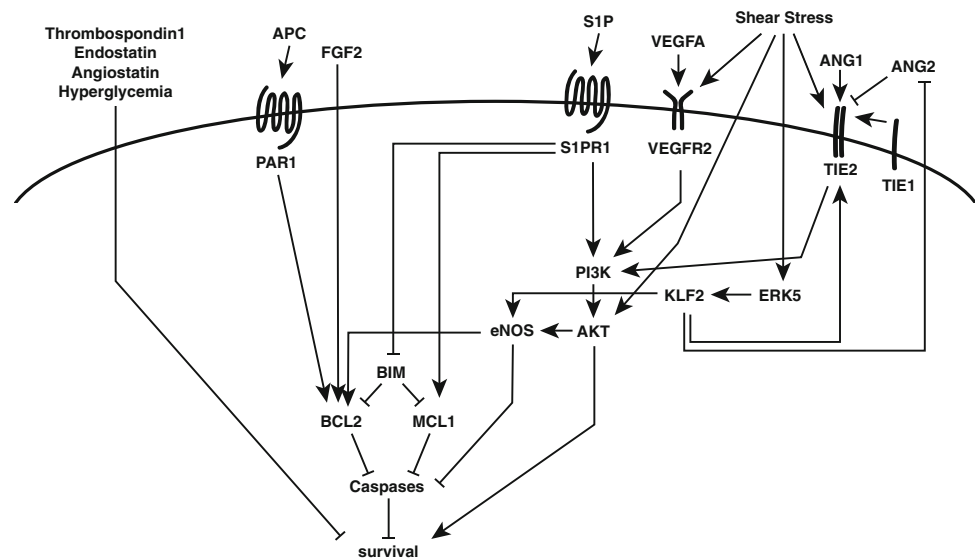 Thrombospondin1
Endostatin
Angiostatin
Hyperglycemia
APC
FGF2
S1P
VEGFA
Shear Stress
ANG1
ANG2
PAR1
S1PR1
VEGFR2
TIE2
TIE1
PI3K
KLF2
ERK5
eNOS
AKT
BIM
BCL2
MCL1
Caspases
survival